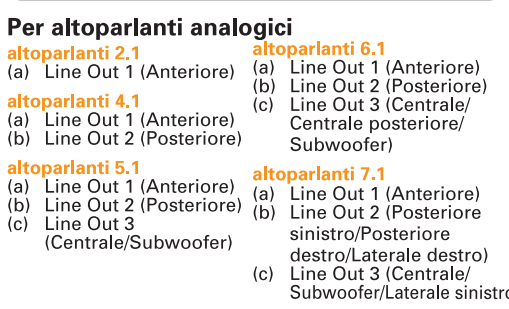 Per altoparlanti analogici
altoparlanti 2.1
(a) Line Out 1 (Anteriore)
altoparlanti 4.1
(a) Line Out 1 (Anteriore)
(b) Line Out 2 (Posteriore)
altoparlanti 5.1
(a) Line Out 1 (Anteriore)
(b) Line Out 2 (Posteriore)
(c) Line Out 3
(Centrale/Subwoofer)
altoparlanti 6.1
(a) Line Out 1 (Anteriore)
(b) Line Out 2 (Posteriore)
(c) Line Out 3 (Centrale/
Centrale posteriore/
Subwoofer)
altoparlanti 7.1
(a) Line Out 1 (Anteriore)
(b) Line Out 2 (Posteriore
sinistro/Posteriore
destro/Laterale destro)
(c) Line Out 3 (Centrale/
Subwoofer/Laterale sinistro